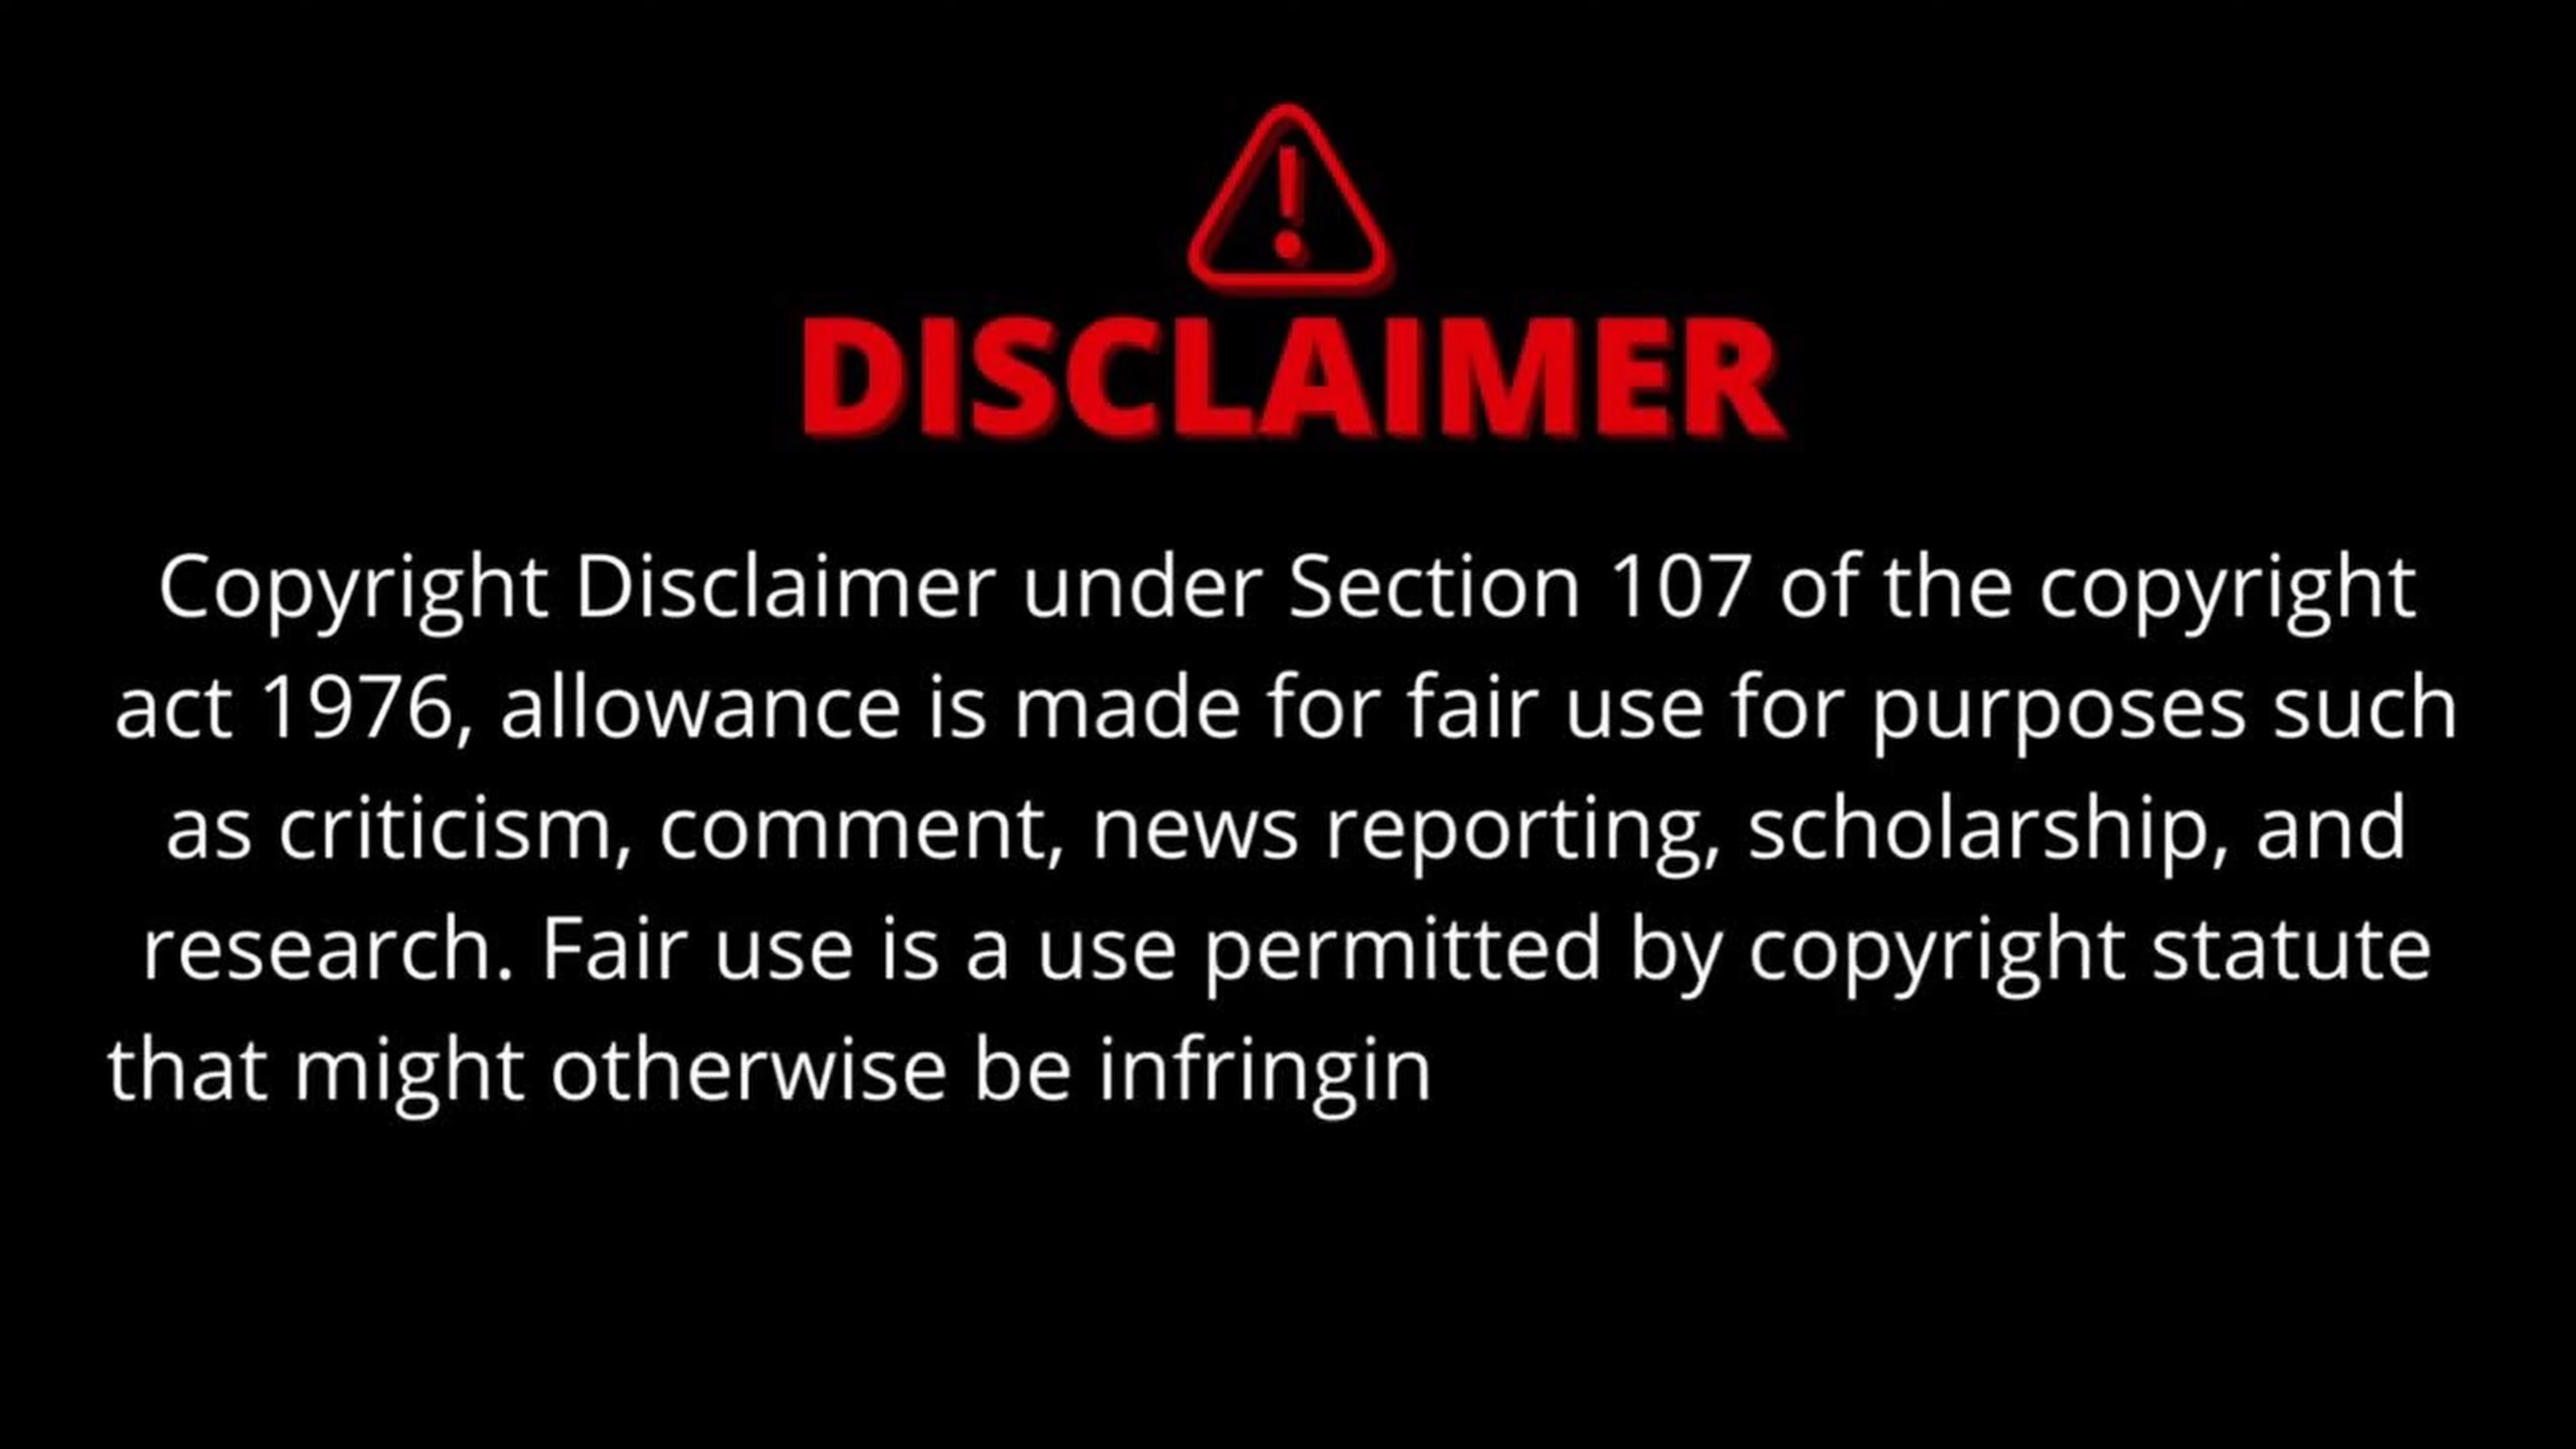 DISCLAIMER
Copyright Disclaimer under Section 107 of the copyright
act 1976, allowance is made for fair use for purposes such
as criticism, comment, news reporting, scholarship, and
research. Fair use is a use permitted by copyright statute
that might otherwise be infringin